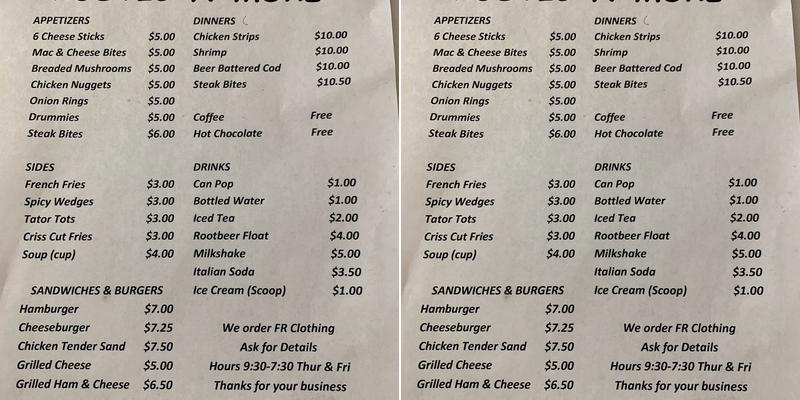 APPETIZERS DINNERS
6 Cheese Sticks $5.00 Chicken Strips $10.00
Mac & Cheese Bites $5.00 Shrimp $10.00
Breaded Mushrooms $5.00 Beer Battered Cod $10.00
Chicken Nuggets $5.00 Steak Bites $10.50
Onion Rings $5.00
Drummies $5.00 Coffee Free
Steak Bites $6.00 Hot Chocolate Free
SIDES DRINKS
French Fries $3.00 Can Pop $1.00
Spicy Wedges $3.00 Bottled Water $1.00
Tator Tots $3.00 Iced Tea $2.00
Criss Cut Fries $3.00 Rootbeer Float $4.00
Soup (cup) $4.00 Milkshake $5.00
Italian Soda $3.50
SANDWICHES & BURGERS Ice Cream (Scoop) $1.00
Hamburger $7.00
Cheeseburger $7.25 We order FR Clothing
Chicken Tender Sand $7.50 Ask for Details
Grilled Cheese $5.00 Hours 9:30-7:30 Thur & Fri
Grilled Ham & Cheese $6.50 Thanks for your business
APPETIZERS DINNERS
6 Cheese Sticks $5.00 Chicken Strips $10.00
Mac & Cheese Bites $5.00 Shrimp $10.00
Breaded Mushrooms $5.00 Beer Battered Cod $10.00
Chicken Nuggets $5.00 Steak Bites $10.50
Onion Rings $5.00
Drummies $5.00 Coffee Free
Steak Bites $6.00 Hot Chocolate Free
SIDES DRINKS
French Fries $3.00 Can Pop $1.00
Spicy Wedges $3.00 Bottled Water $1.00
Tator Tots $3.00 Iced Tea $2.00
Criss Cut Fries $3.00 Rootbeer Float $4.00
Soup (cup) $4.00 Milkshake $5.00
Italian Soda $3.50
SANDWICHES & BURGERS Ice Cream (Scoop) $1.00
Hamburger $7.00
Cheeseburger $7.25 We order FR Clothing
Chicken Tender Sand $7.50 Ask for Details
Grilled Cheese $5.00 Hours 9:30-7:30 Thur & Fri
Grilled Ham & Cheese $6.50 Thanks for your business